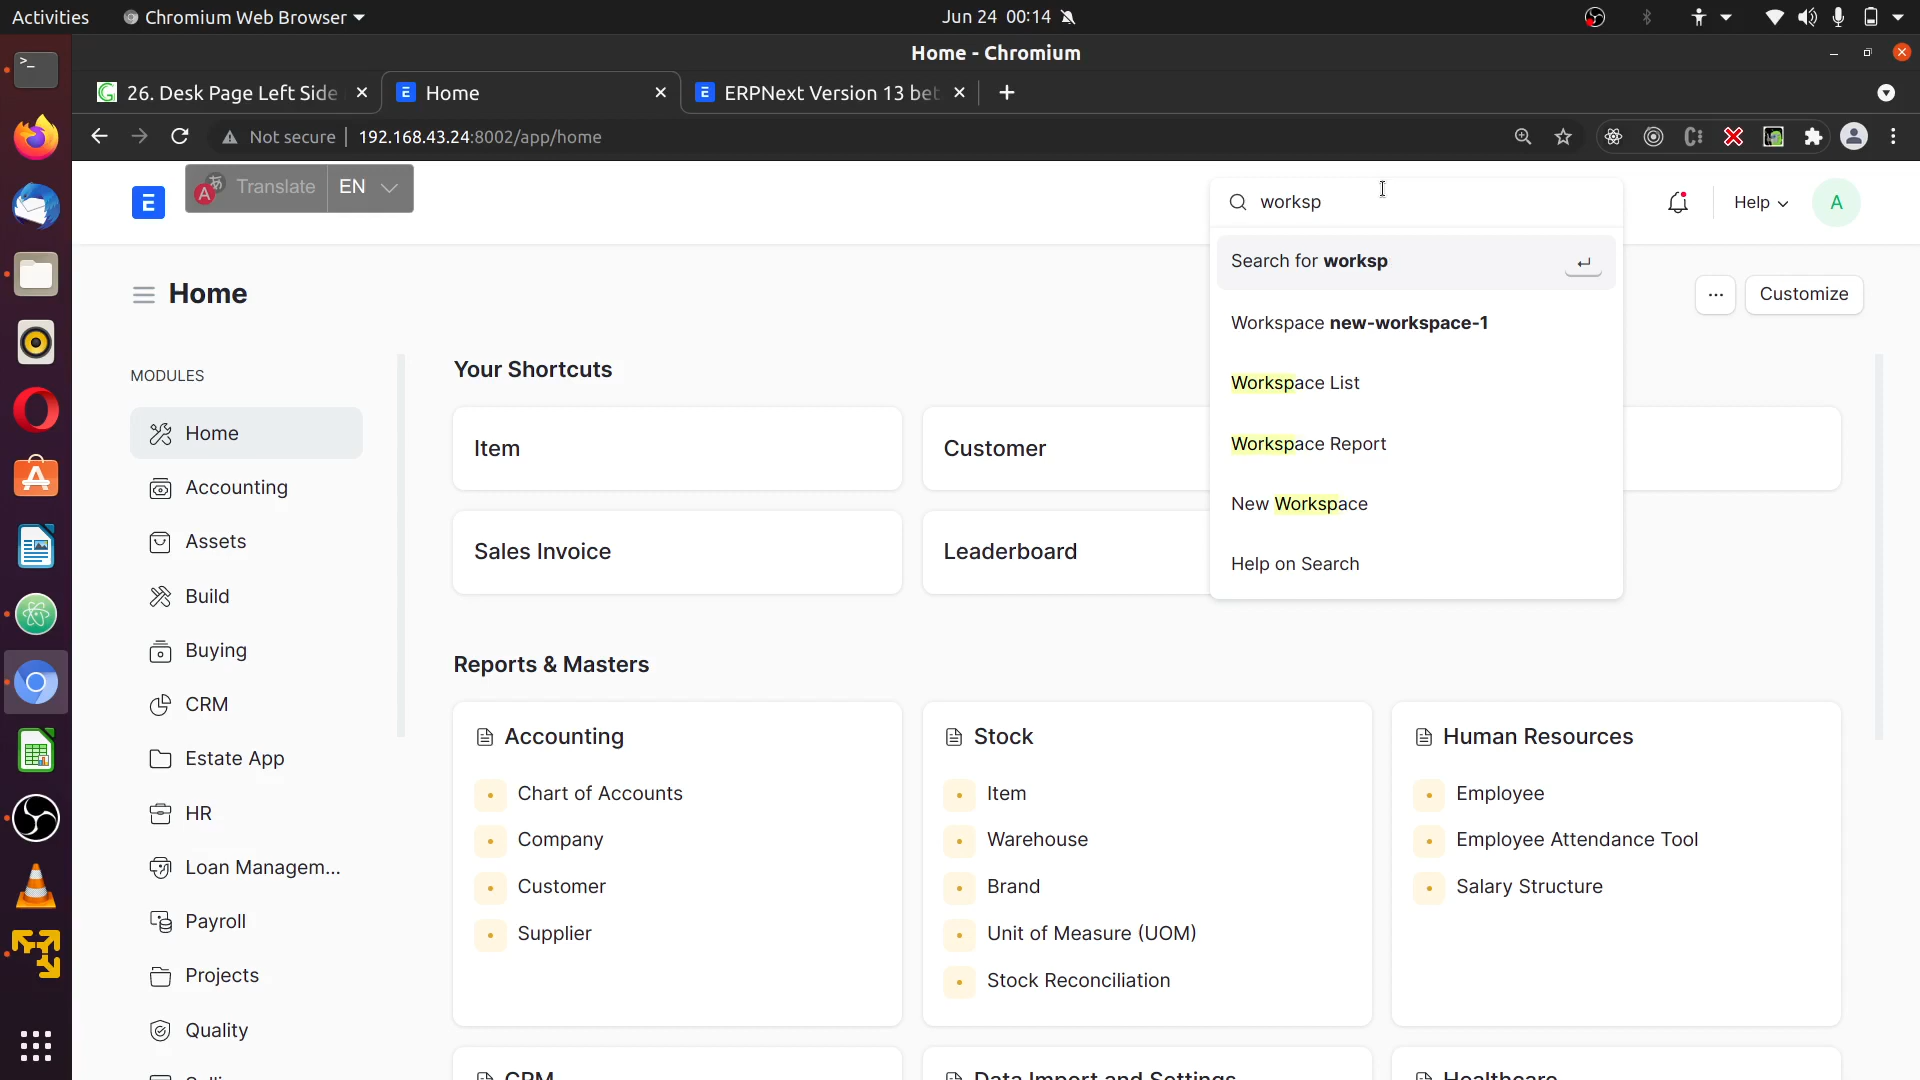 Activities
Chromium Web Browser
Jun 24 00:14
Home - Chromium
26. Desk Page Left Side
Home
ERPNext Version 13 bet
Not secure
192.168.43.24:8002/app/home
E
Translate
EN
worksp
Help
A
Search for worksp
Workspace new-workspace-1
Workspace List
Workspace Report
New Workspace
Help on Search
Home
Customize
MODULES
Home
Accounting
Assets
Build
Buying
CRM
Estate App
HR
Loan Managem...
Payroll
Projects
Quality
Your Shortcuts
Item
Customer
Sales Invoice
Leaderboard
Reports & Masters
Accounting
Chart of Accounts
Company
Customer
Supplier
Stock
Item
Warehouse
Brand
Unit of Measure (UOM)
Stock Reconciliation
Human Resources
Employee
Employee Attendance Tool
Salary Structure
CRM
Data Import and Settings
Healthcare